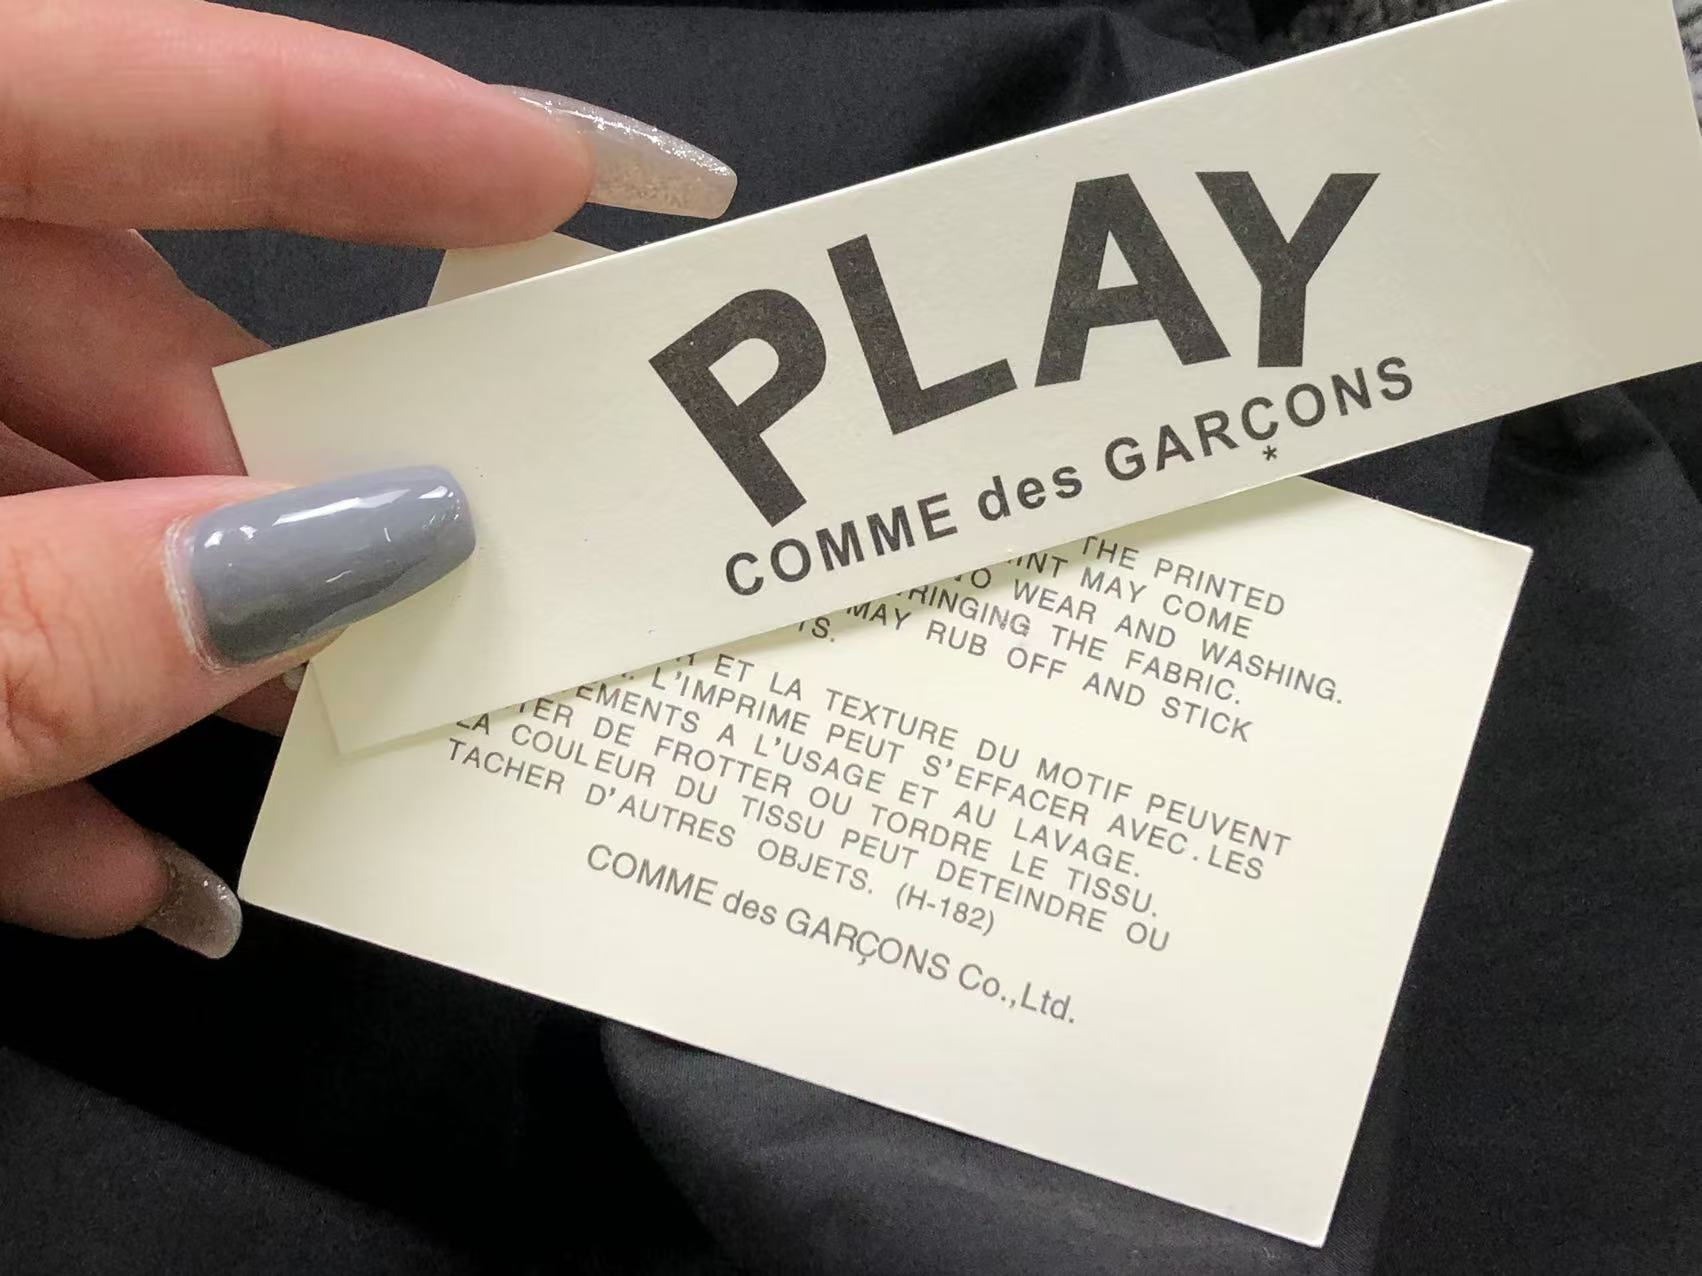 PLAY
COMME des GARÇONS
*
THE PRINTED
MAY COME
TO WEAR AND WASHING.
THE FABRIC.
MAY RUB OFF AND STICK
ET LA TEXTURE DU MOTIF PEUVENT
L'IMPRIME PEUT S'EFFACER AVEC.LES
A L'USAGE ET AU LAVAGE.
DE FROTTER OU TORDRE LE TISSU.
LA COULEUR DU TISSU PEUT DETEINDRE OU
TACHER D'AUTRES OBJETS. (H-182)
COMME des GARÇONS Co.,Ltd.